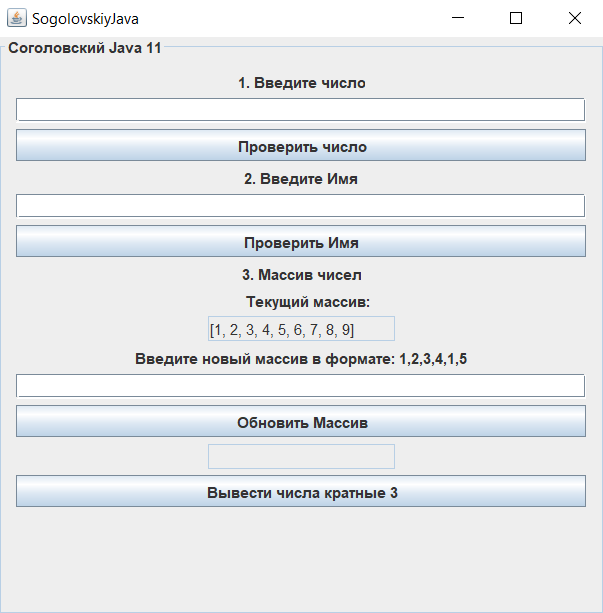 SogolovskiyJava
Соголовский Java 11
1. Введите число
Проверить число
2. Введите Имя
Проверить Имя
3. Массив чисел
Текущий массив:
[1, 2, 3, 4, 5, 6, 7, 8, 9]
Введите новый массив в формате: 1,2,3,4,1,5
Обновить Массив
Вывести числа кратные 3